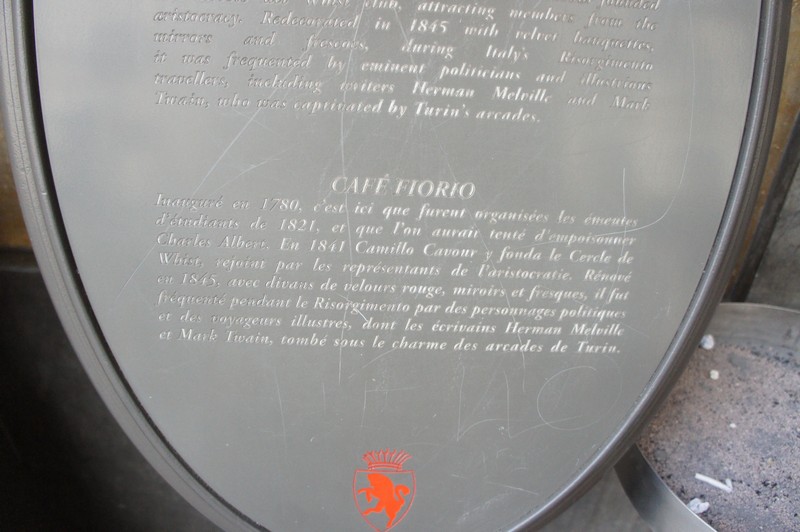 Whist club, attracting members from the
aristocracy. Redecorated in 1845 with velvet banquettes,
mirrors and frescoes, during Italy's Risorgimento
it was frequented by eminent politicians and illustrious
travellers, including writers Herman Melville and Mark
Twain, who was captivated by Turin's arcades.
CAFÉ FIORIO
Inauguré en 1780, c'est ici que furent organisées les émeutes
d'étudiants de 1821, et que l'on aurait tenté d'empoisonner
Charles Albert. En 1841 Camillo Cavour y fonda le Cercle de
Whist, rejoint par les représentants de l'aristocratie. Rénové
en 1845, avec divans de velours rouge, miroirs et fresques, il fut
fréquenté pendant le Risorgimento par des personnages politiques
et des voyageurs illustres, dont les écrivains Herman Melville
et Mark Twain, tombé sous le charme des arcades de Turin.